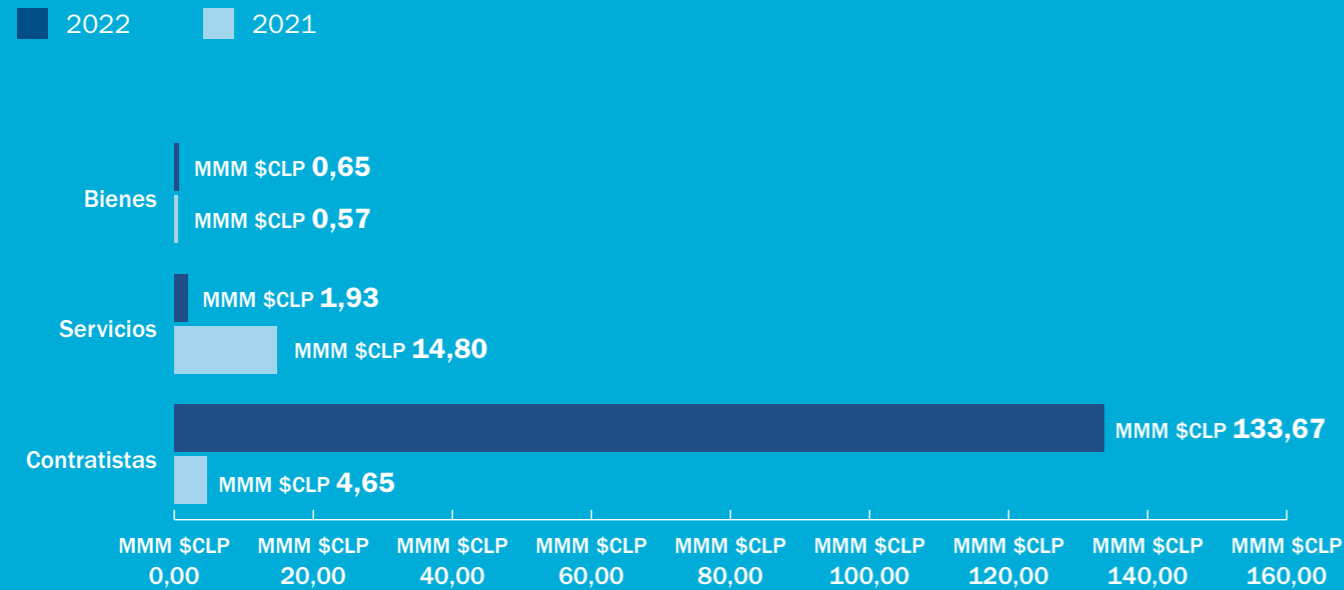 2022 2021
MMM $CLP 0,65
Bienes
MMM $CLP 0,57
MMM $CLP 1,93
Servicios
MMM $CLP 14,80
MMM $CLP 133,67
Contratistas
MMM $CLP 4,65
MMM $CLP MMM $CLP MMM $CLP MMM $CLP MMM $CLP MMM $CLP MMM $CLP MMM $CLP MMM $CLP
0,00 20,00 40,00 60,00 80,00 100,00 120,00 140,00 160,00